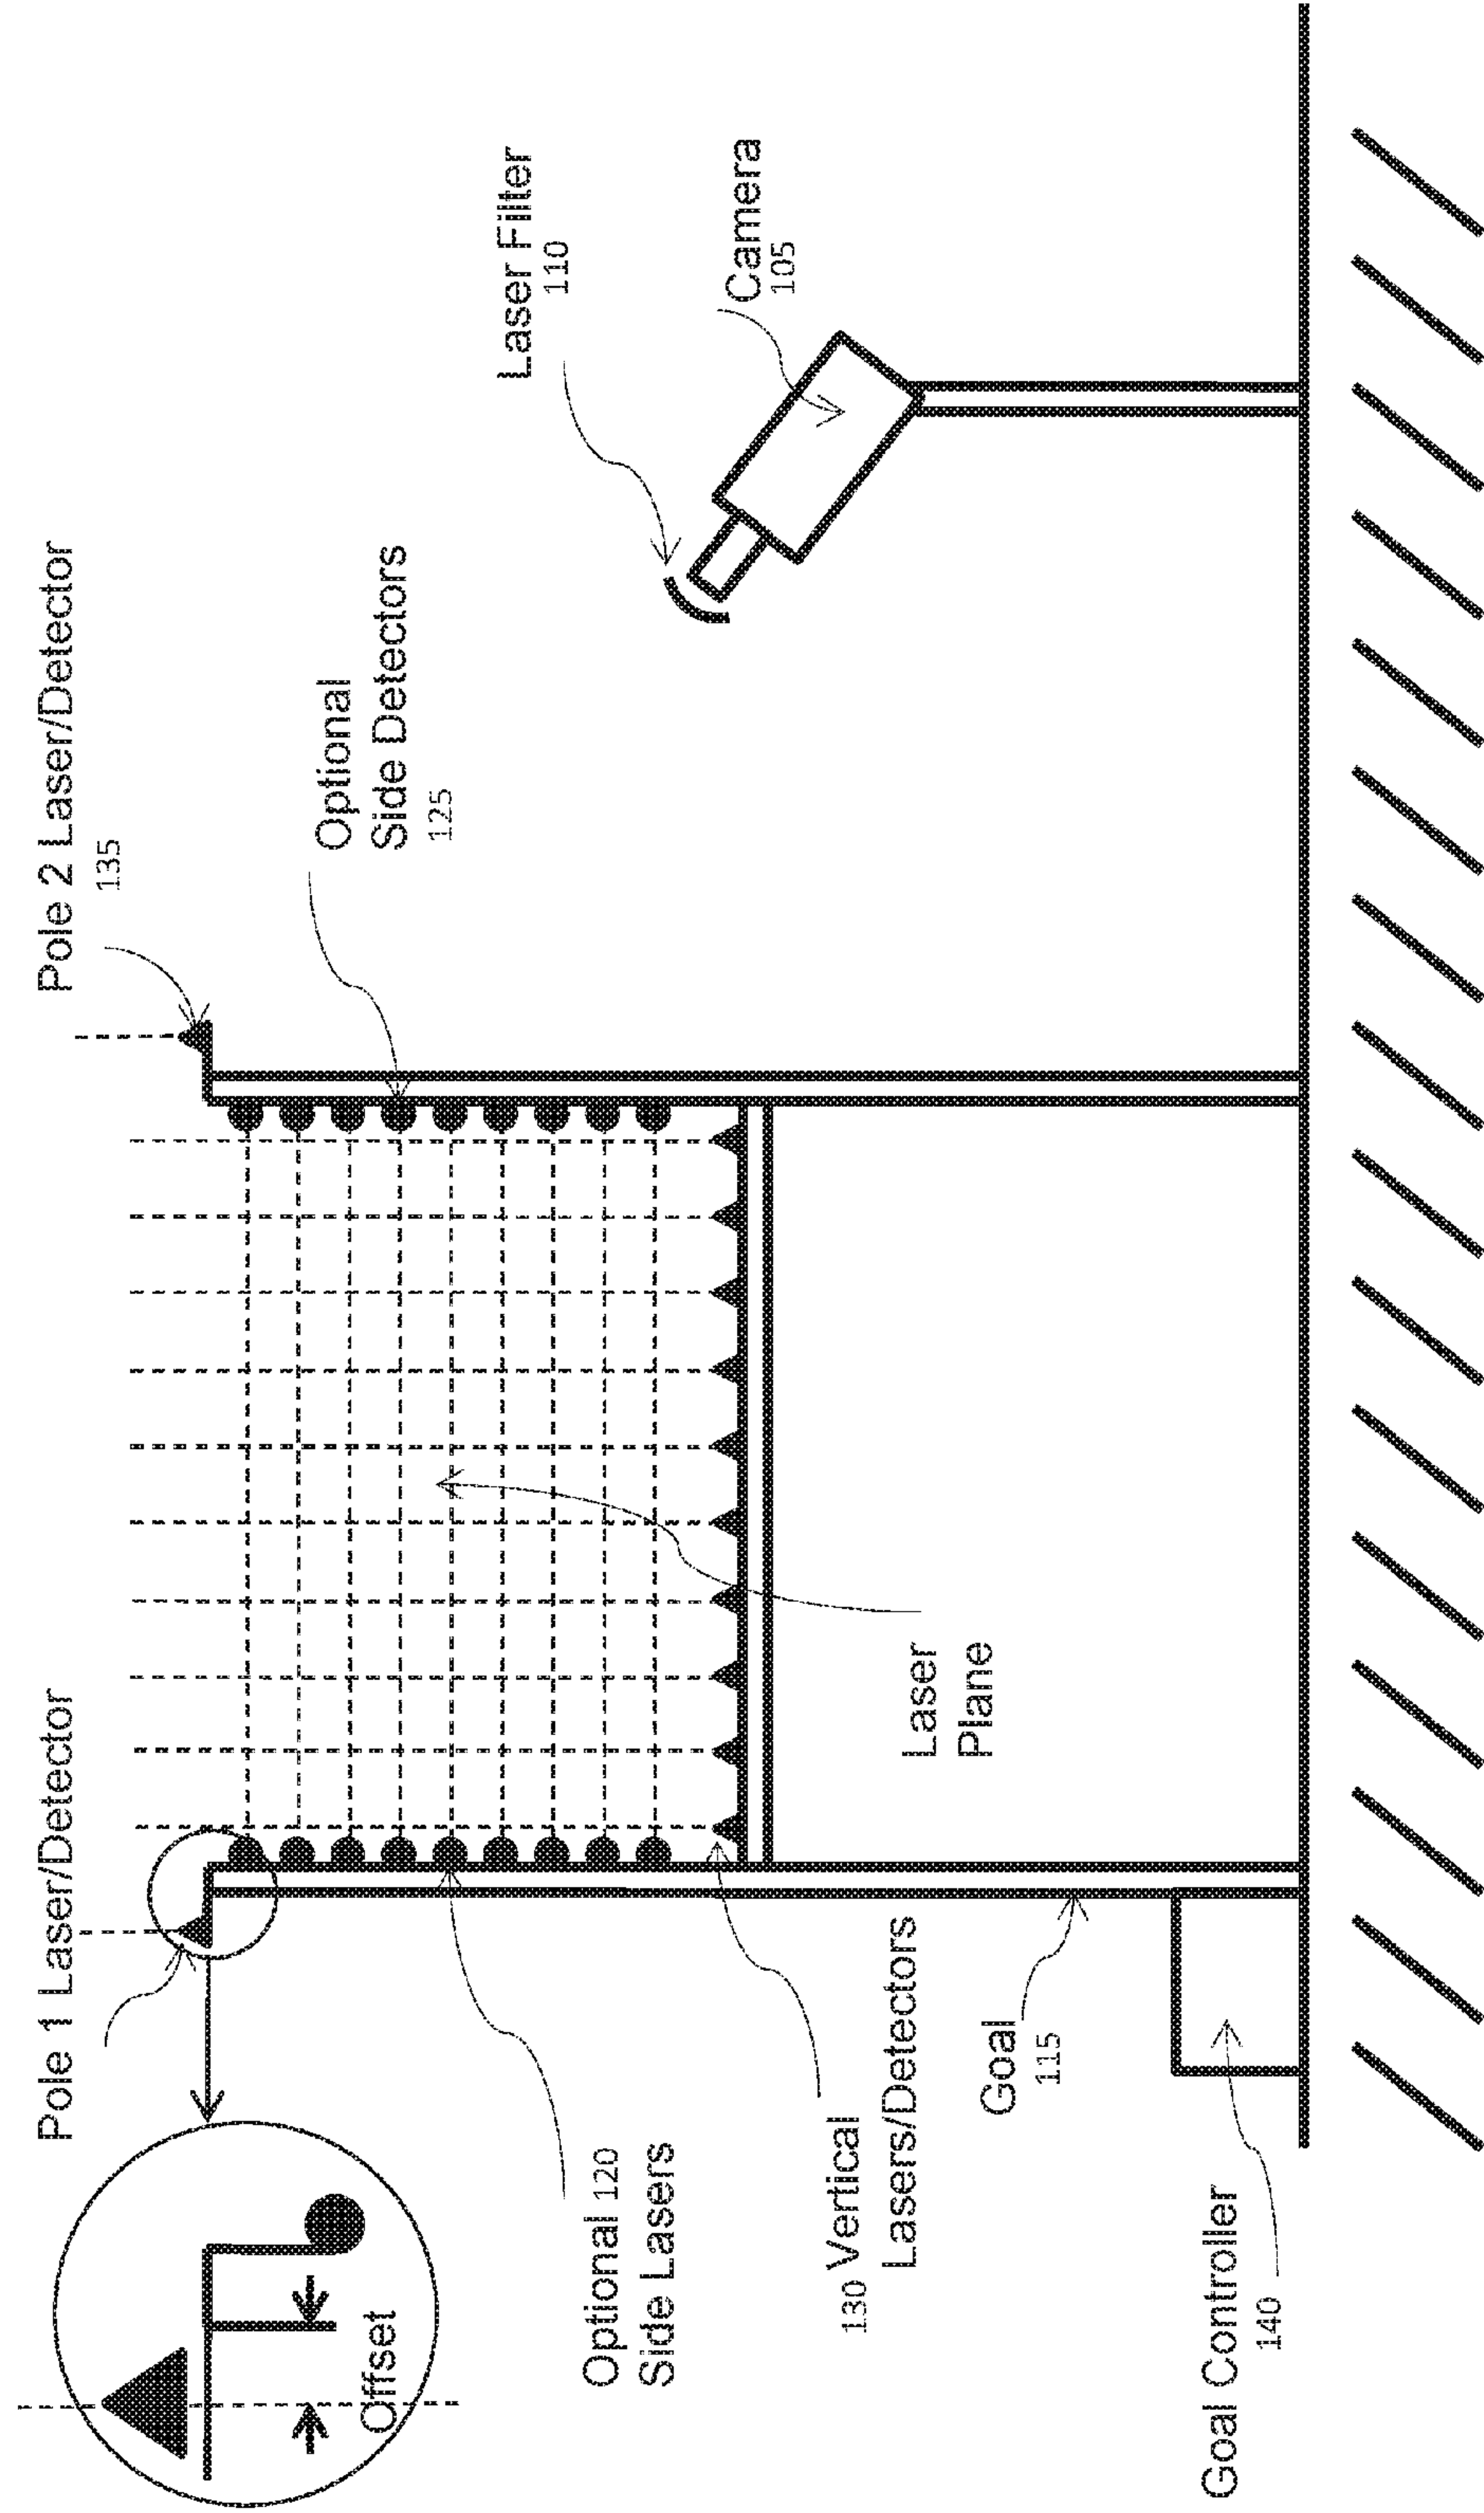 Pole 1 Laser/Detector
Pole 2 Laser/Detector
135
Offset
Optional
Side Detectors
125
Laser Filter
110
Optional 120
Side Lasers
Camera
105
130 Vertical
Lasers/Detectors
Laser
Plane
Goal
115
Goal Controller
140